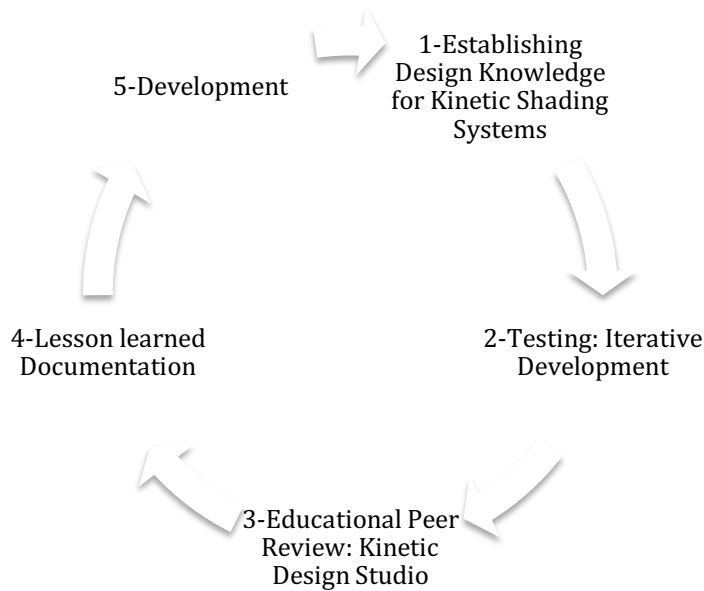 1-Establishing
Design Knowledge
for Kinetic Shading
Systems
2-Testing: Iterative
Development
3-Educational Peer
Review: Kinetic
Design Studio
4-Lesson learned
Documentation
5-Development